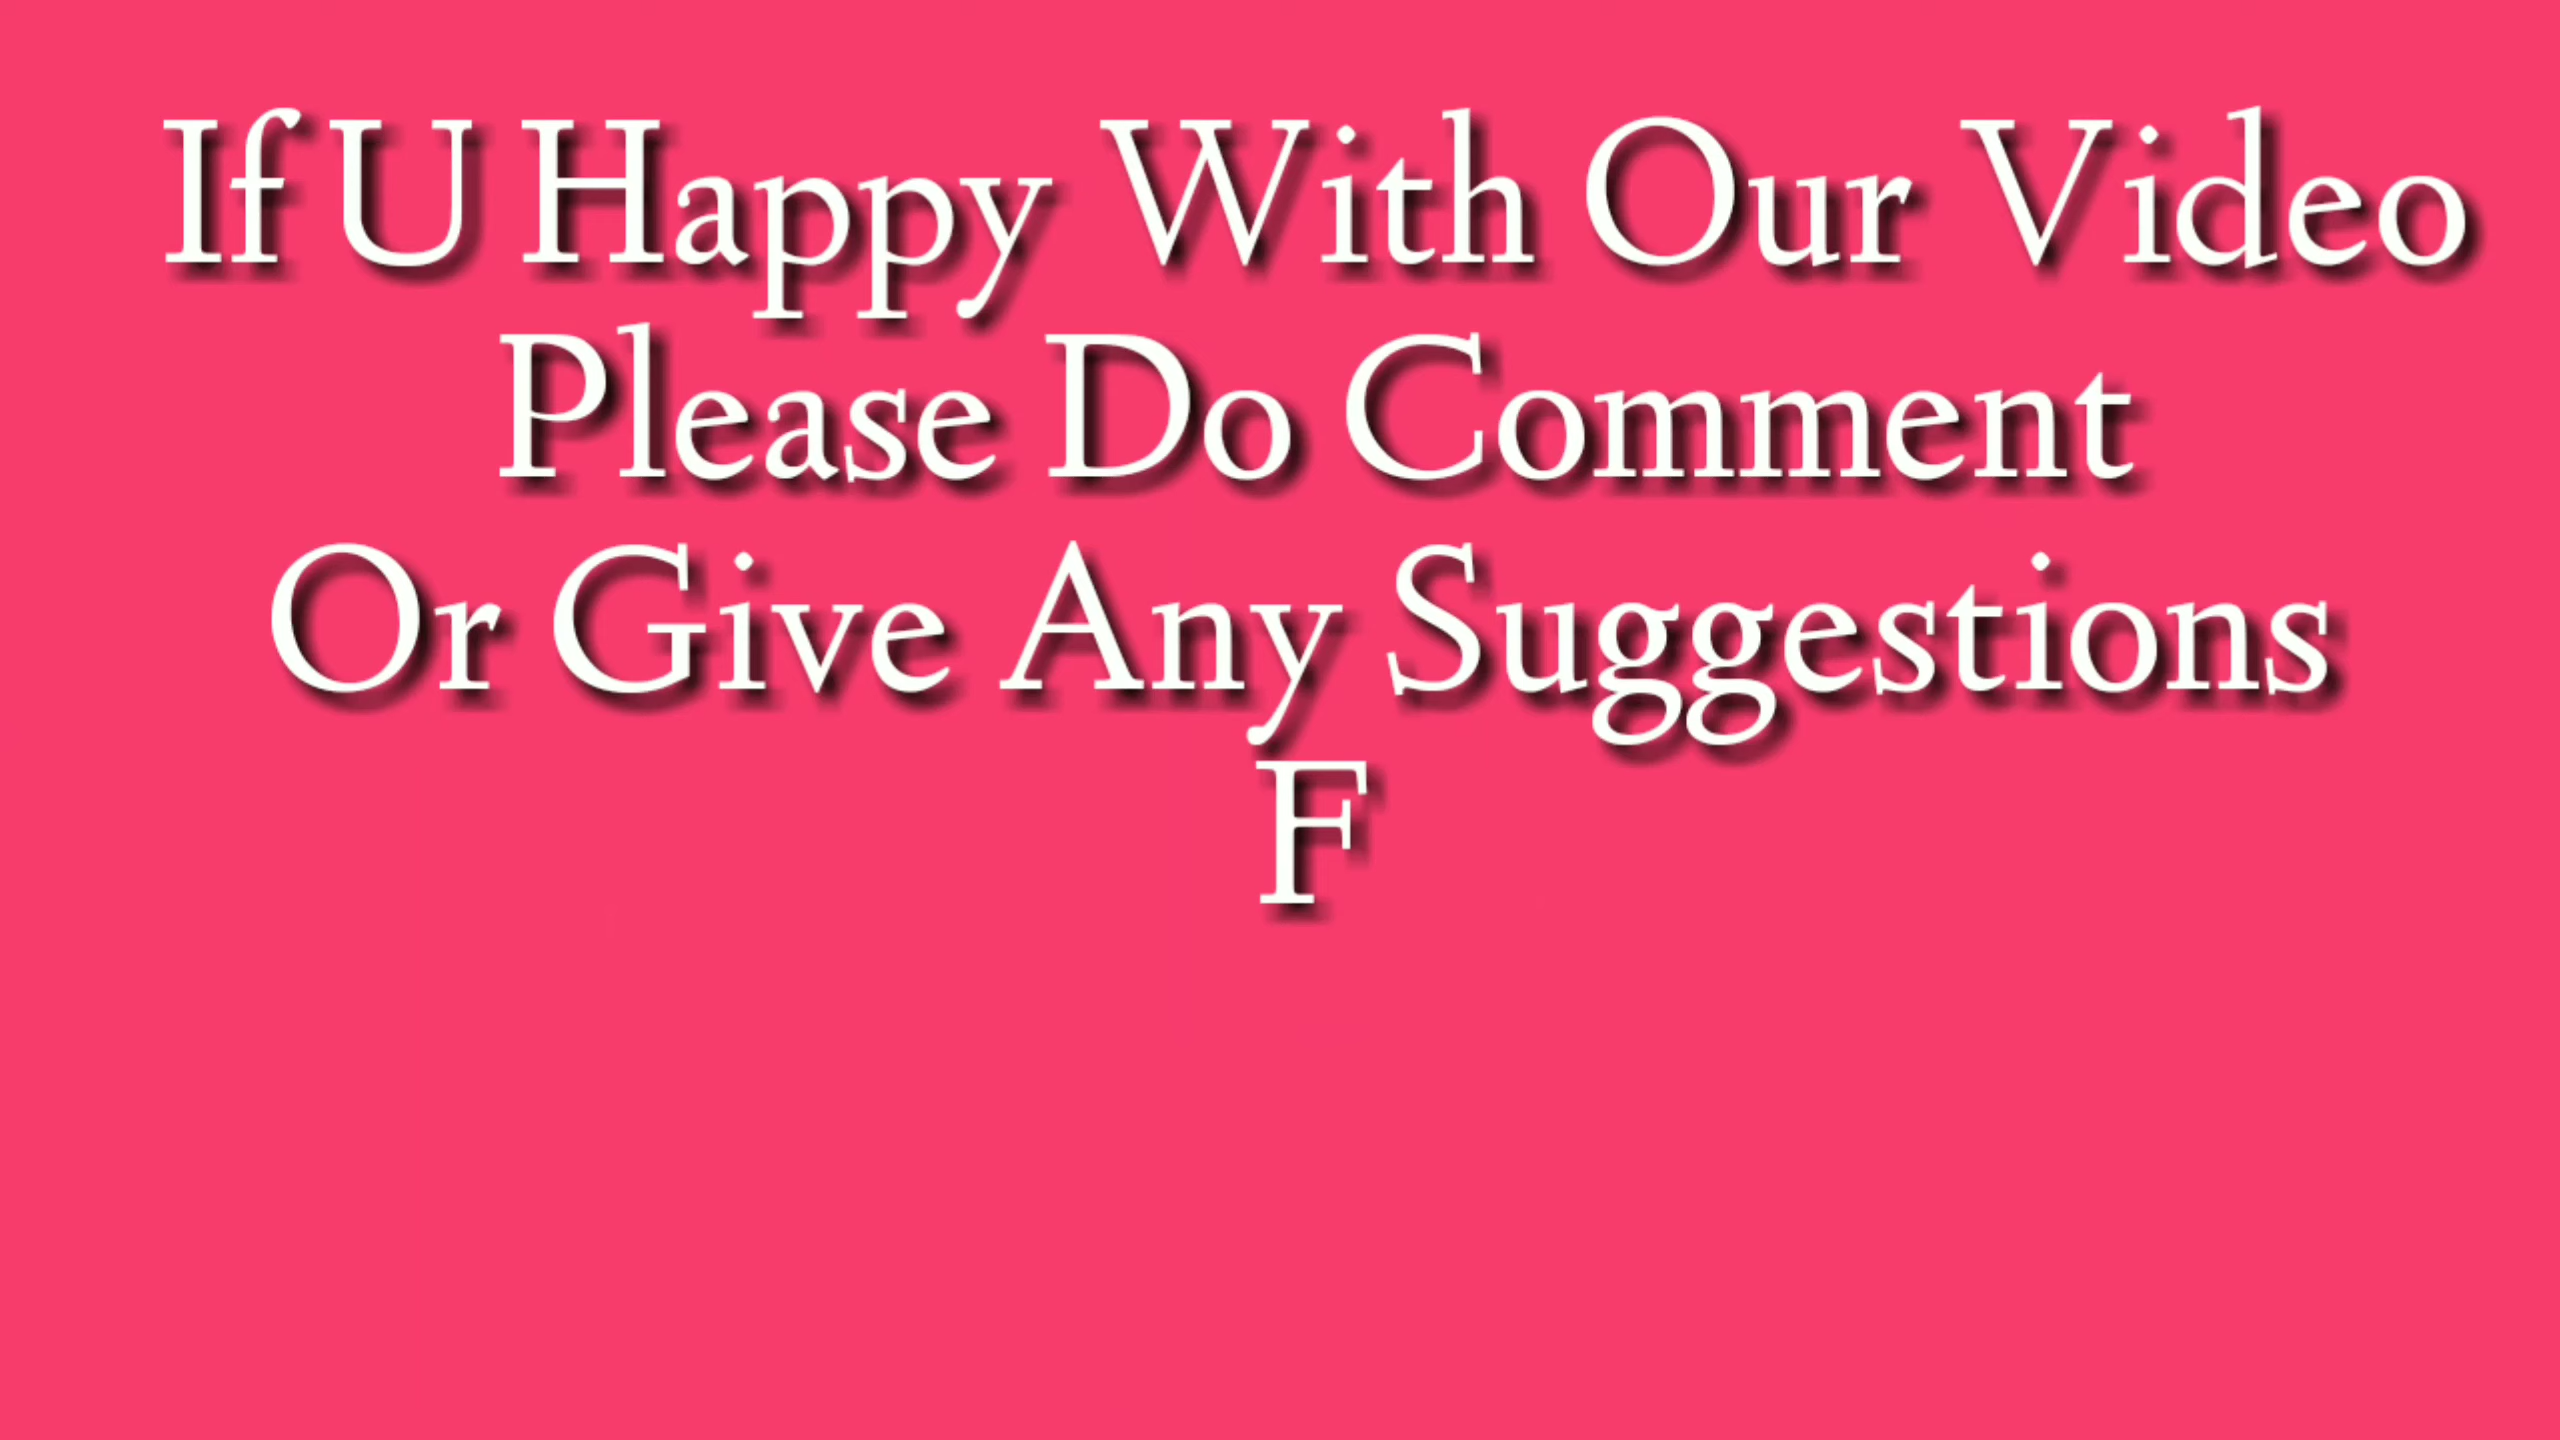 If U Happy With Our Video
Please Do Comment
Or Give Any Suggestions
F